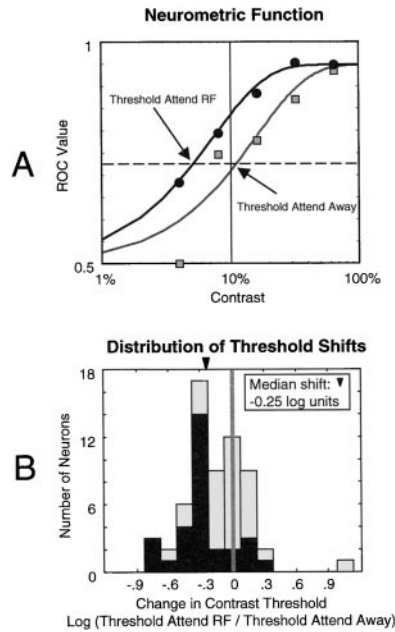 Neurometric Function
A
1
Threshold Attend RF
ROC Value
Threshold Attend Away
0.5
1%
10%
100%
Contrast
Distribution of Threshold Shifts
B
18
Median shift:
-0.25 log units
12
Number of Neurons
6
0
-.9 -.6 -.3 0 .3 .6 .9
Change in Contrast Threshold
Log (Threshold Attend RF / Threshold Attend Away)